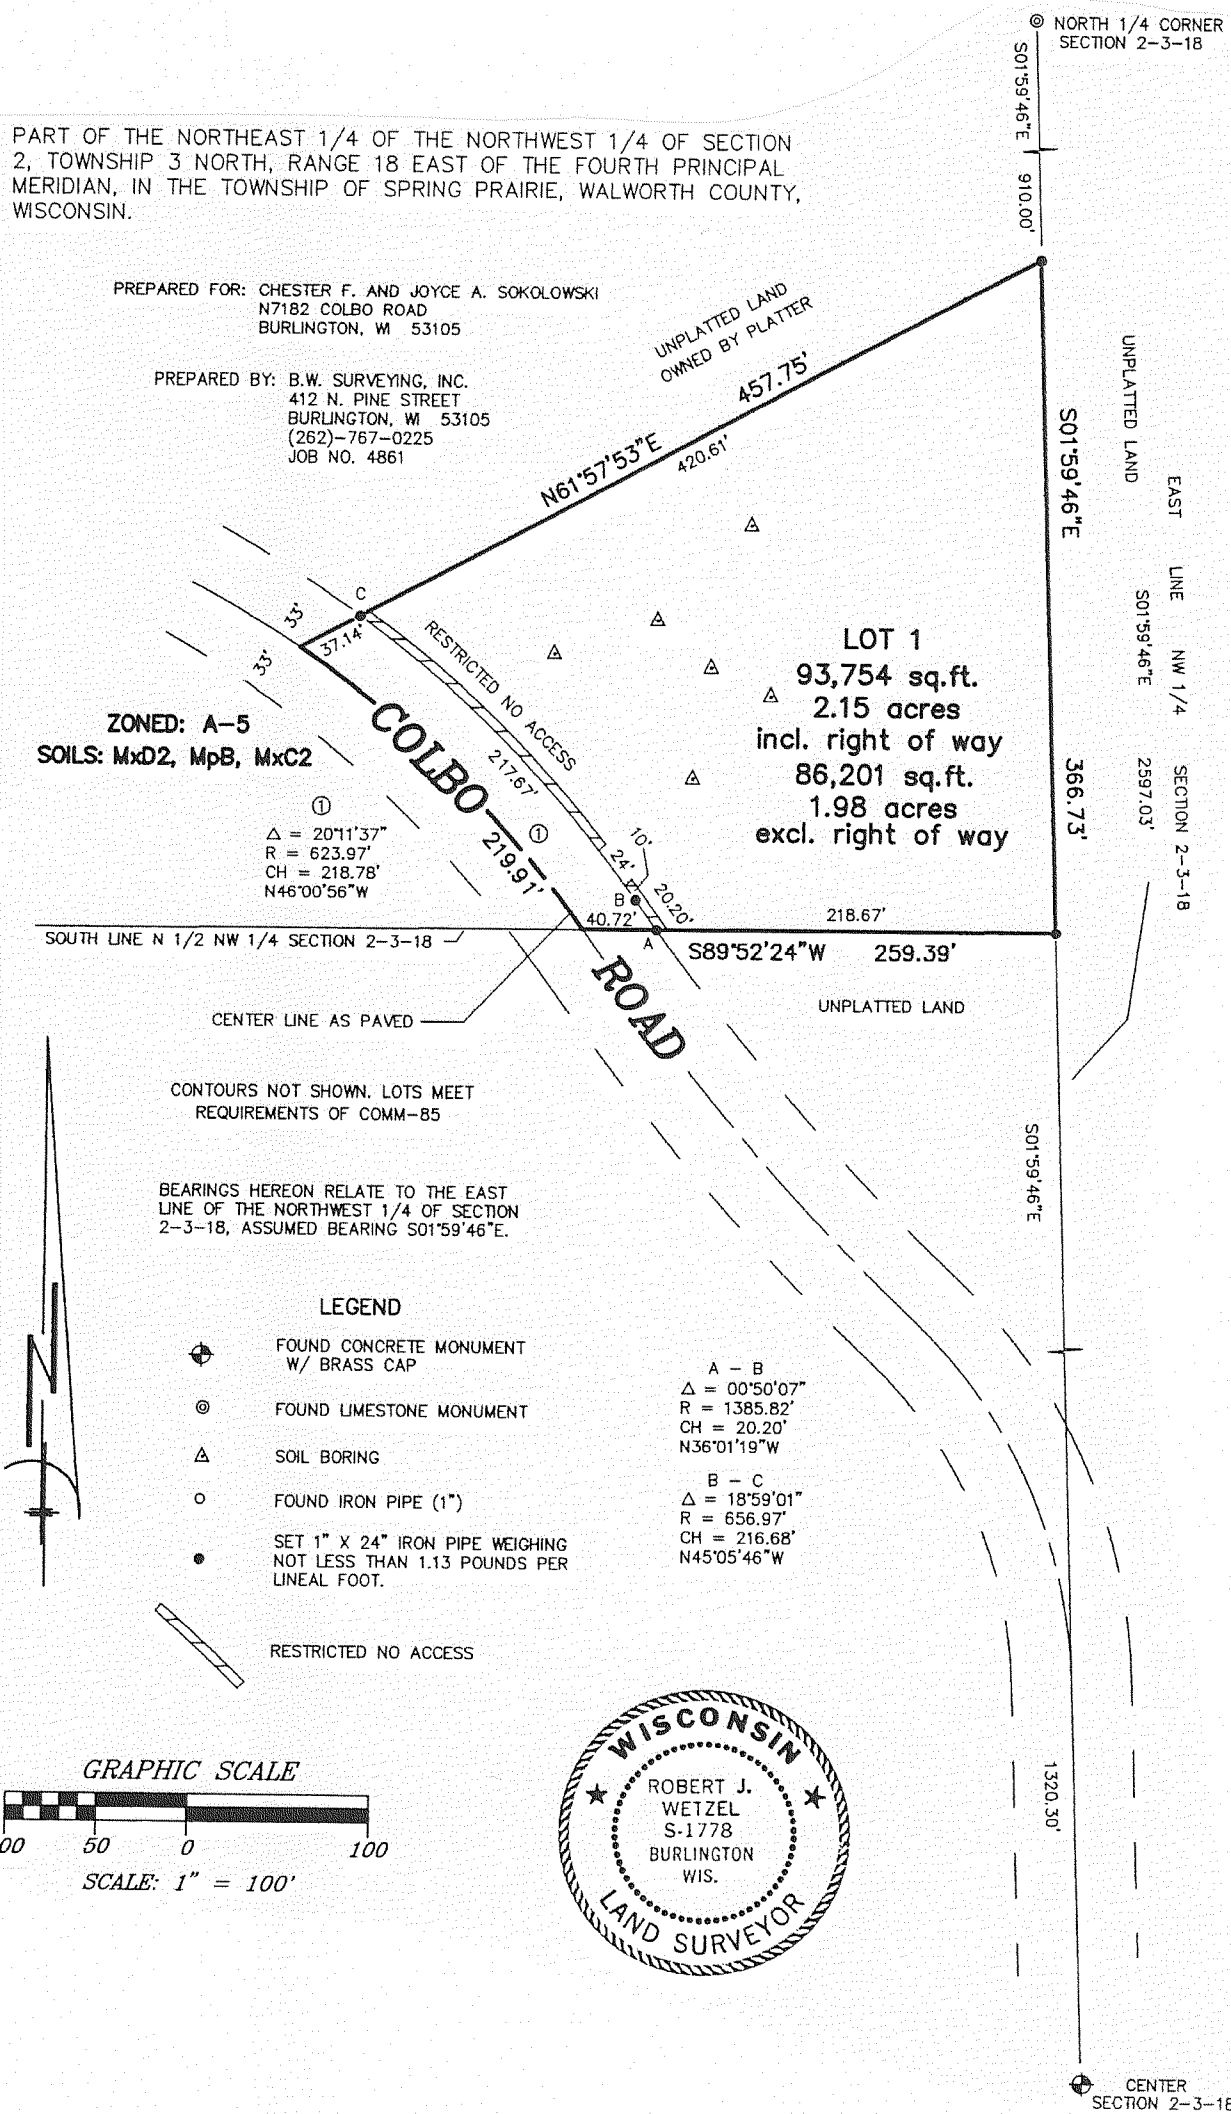 NORTH 1/4 CORNER
SECTION 2-3-18
S01°59'46"E
910.00'
PART OF THE NORTHEAST 1/4 OF THE NORTHWEST 1/4 OF SECTION
2, TOWNSHIP 3 NORTH, RANGE 18 EAST OF THE FOURTH PRINCIPAL
MERIDIAN, IN THE TOWNSHIP OF SPRING PRAIRIE, WALWORTH COUNTY,
WISCONSIN.
PREPARED FOR: CHESTER F. AND JOYCE A. SOKOLOWSKI
N7182 COLBO ROAD
BURLINGTON, WI 53105
PREPARED BY: B.W. SURVEYING, INC.
412 N. PINE STREET
BURLINGTON, WI 53105
(262)-767-0225
JOB NO. 4861
UNPLATTED LAND
OWNED BY PLATTER
N61°57'53"E 457.75'
420.61'
UNPLATTED LAND
S01°59'46"E 366.73'
EAST LINE NW 1/4 SECTION 2-3-18
S01°59'46"E 2597.03'
C
33'
33'
37.14'
RESTRICTED NO ACCESS
217.67'
LOT 1
93,754 sq.ft.
2.15 acres
incl. right of way
86,201 sq.ft.
1.98 acres
excl. right of way
ZONED: A-5
SOILS: MxD2, MpB, MxC2
1
Δ = 20°11'37"
R = 623.97'
CH = 218.78'
N46°00'56"W
COLBO
219.91'
1
10'
24'
B
20.20'
40.72'
A
218.67'
S89°52'24"W 259.39'
SOUTH LINE N 1/2 NW 1/4 SECTION 2-3-18
ROAD
CENTER LINE AS PAVED
UNPLATTED LAND
CONTOURS NOT SHOWN. LOTS MEET
REQUIREMENTS OF COMM-85
S01°59'46"E
BEARINGS HEREON RELATE TO THE EAST
LINE OF THE NORTHWEST 1/4 OF SECTION
2-3-18, ASSUMED BEARING S01°59'46"E.
N
LEGEND
FOUND CONCRETE MONUMENT
W/ BRASS CAP
FOUND LIMESTONE MONUMENT
SOIL BORING
FOUND IRON PIPE (1")
SET 1" X 24" IRON PIPE WEIGHING
NOT LESS THAN 1.13 POUNDS PER
LINEAL FOOT.
RESTRICTED NO ACCESS
A - B
Δ = 00°50'07"
R = 1385.82'
CH = 20.20'
N36°01'19"W
B - C
Δ = 18°59'01"
R = 656.97'
CH = 216.68'
N45°05'46"W
GRAPHIC SCALE
00 50 0 100
SCALE: 1" = 100'
WISCONSIN
ROBERT J.
WETZEL
S-1778
BURLINGTON
WIS.
LAND SURVEYOR
1320.30'
CENTER
SECTION 2-3-18